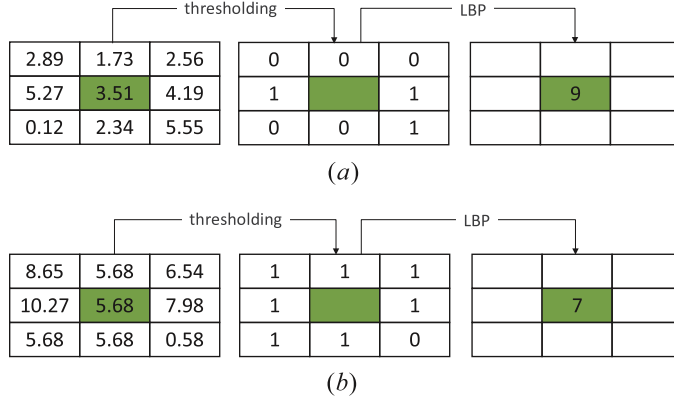 thresholding LBP
2.89 1.73 2.56 0 0 0
5.27 3.51 4.19 1 1 9
0.12 2.34 5.55 0 0 1
(a)
thresholding LBP
8.65 5.68 6.54 1 1 1
10.27 5.68 7.98 1 1 7
5.68 5.68 0.58 1 1 0
(b)